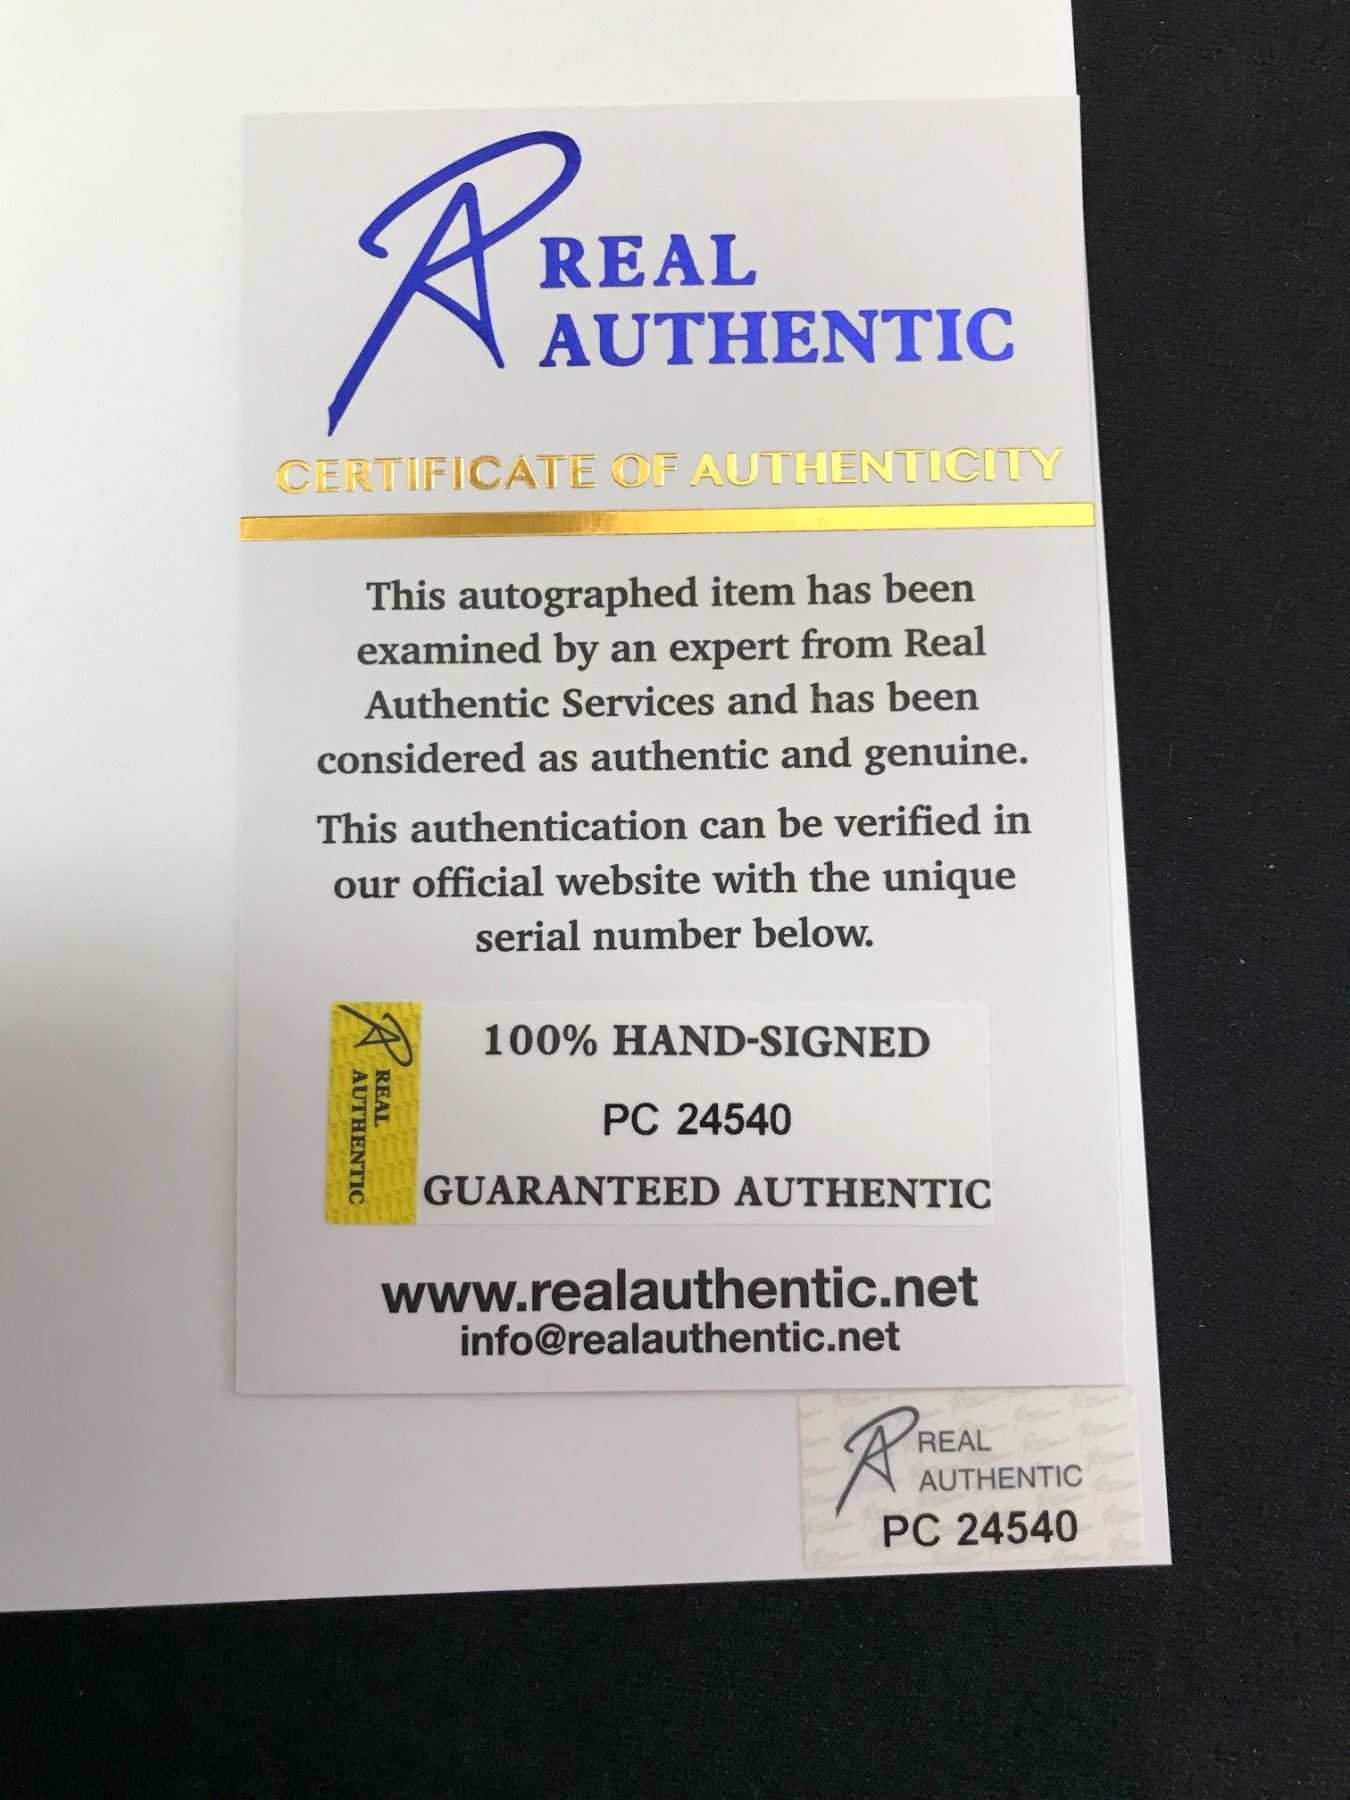 REAL
AUTHENTIC
CERTIFICATE OF AUTHENTICITY
This autographed item has been
examined by an expert from Real
Authentic Services and has been
considered as authentic and genuine.
This authentication can be verified in
our official website with the unique
serial number below.
REAL
AUTHENTIC
100% HAND-SIGNED
PC 24540
GUARANTEED AUTHENTIC
www.realauthentic.net
info@realauthentic.net
REAL
AUTHENTIC
PC 24540